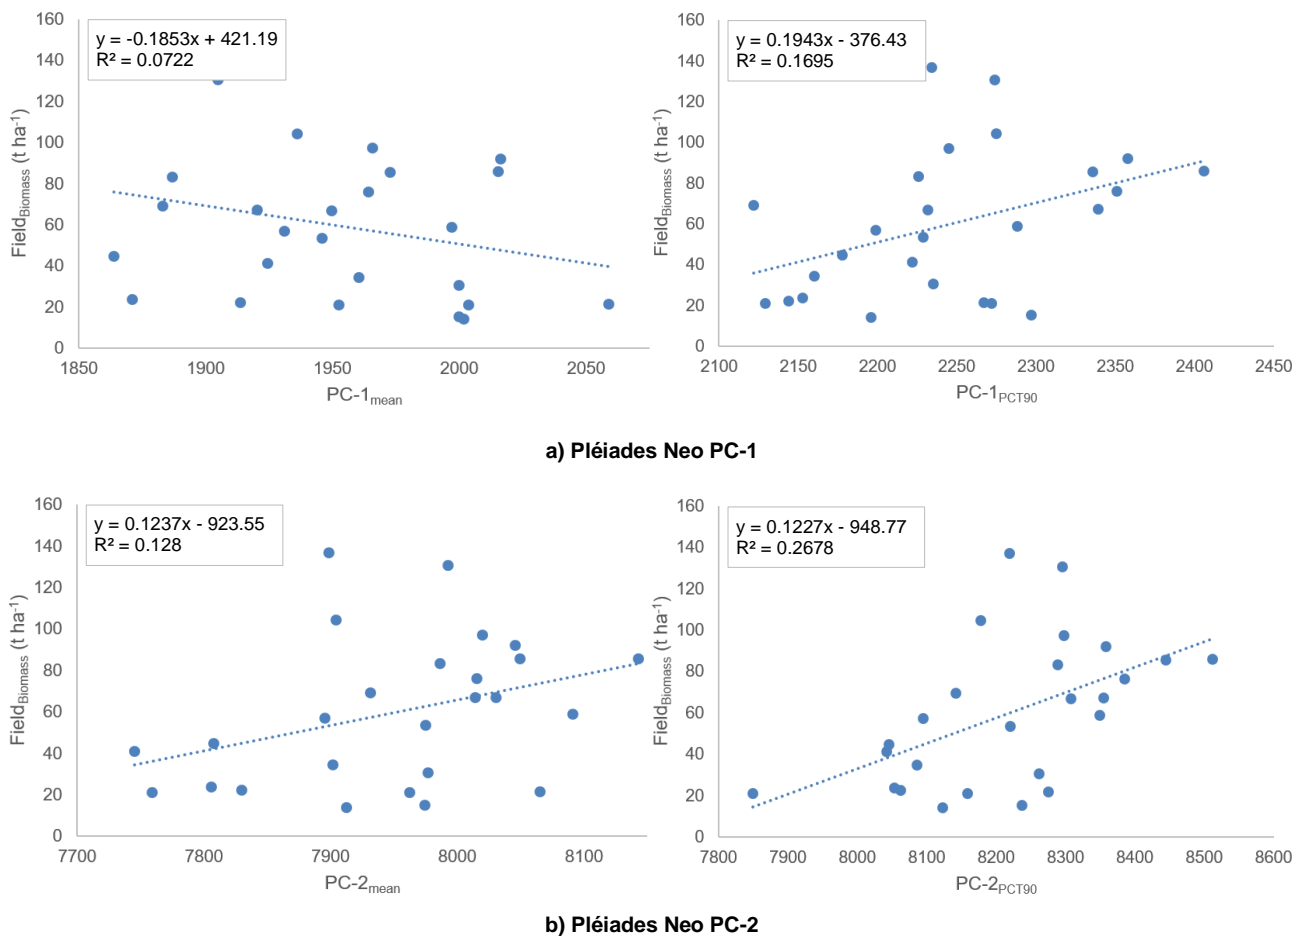 y = -0.1853x + 421.19
R² = 0.0722
160
140
120
100
80
60
40
20
0
Field_Biomass (t ha⁻¹)
1850 1900 1950 2000 2050
PC-1_mean
y = 0.1943x - 376.43
R² = 0.1695
160
140
120
100
80
60
40
20
0
Field_Biomass (t ha⁻¹)
2100 2150 2200 2250 2300 2350 2400 2450
PC-1_PCT90
a) Pléiades Neo PC-1
y = 0.1237x - 923.55
R² = 0.128
160
140
120
100
80
60
40
20
0
Field_Biomass (t ha⁻¹)
7700 7800 7900 8000 8100
PC-2_mean
y = 0.1227x - 948.77
R² = 0.2678
160
140
120
100
80
60
40
20
0
Field_Biomass (t ha⁻¹)
7800 7900 8000 8100 8200 8300 8400 8500 8600
PC-2_PCT90
b) Pléiades Neo PC-2